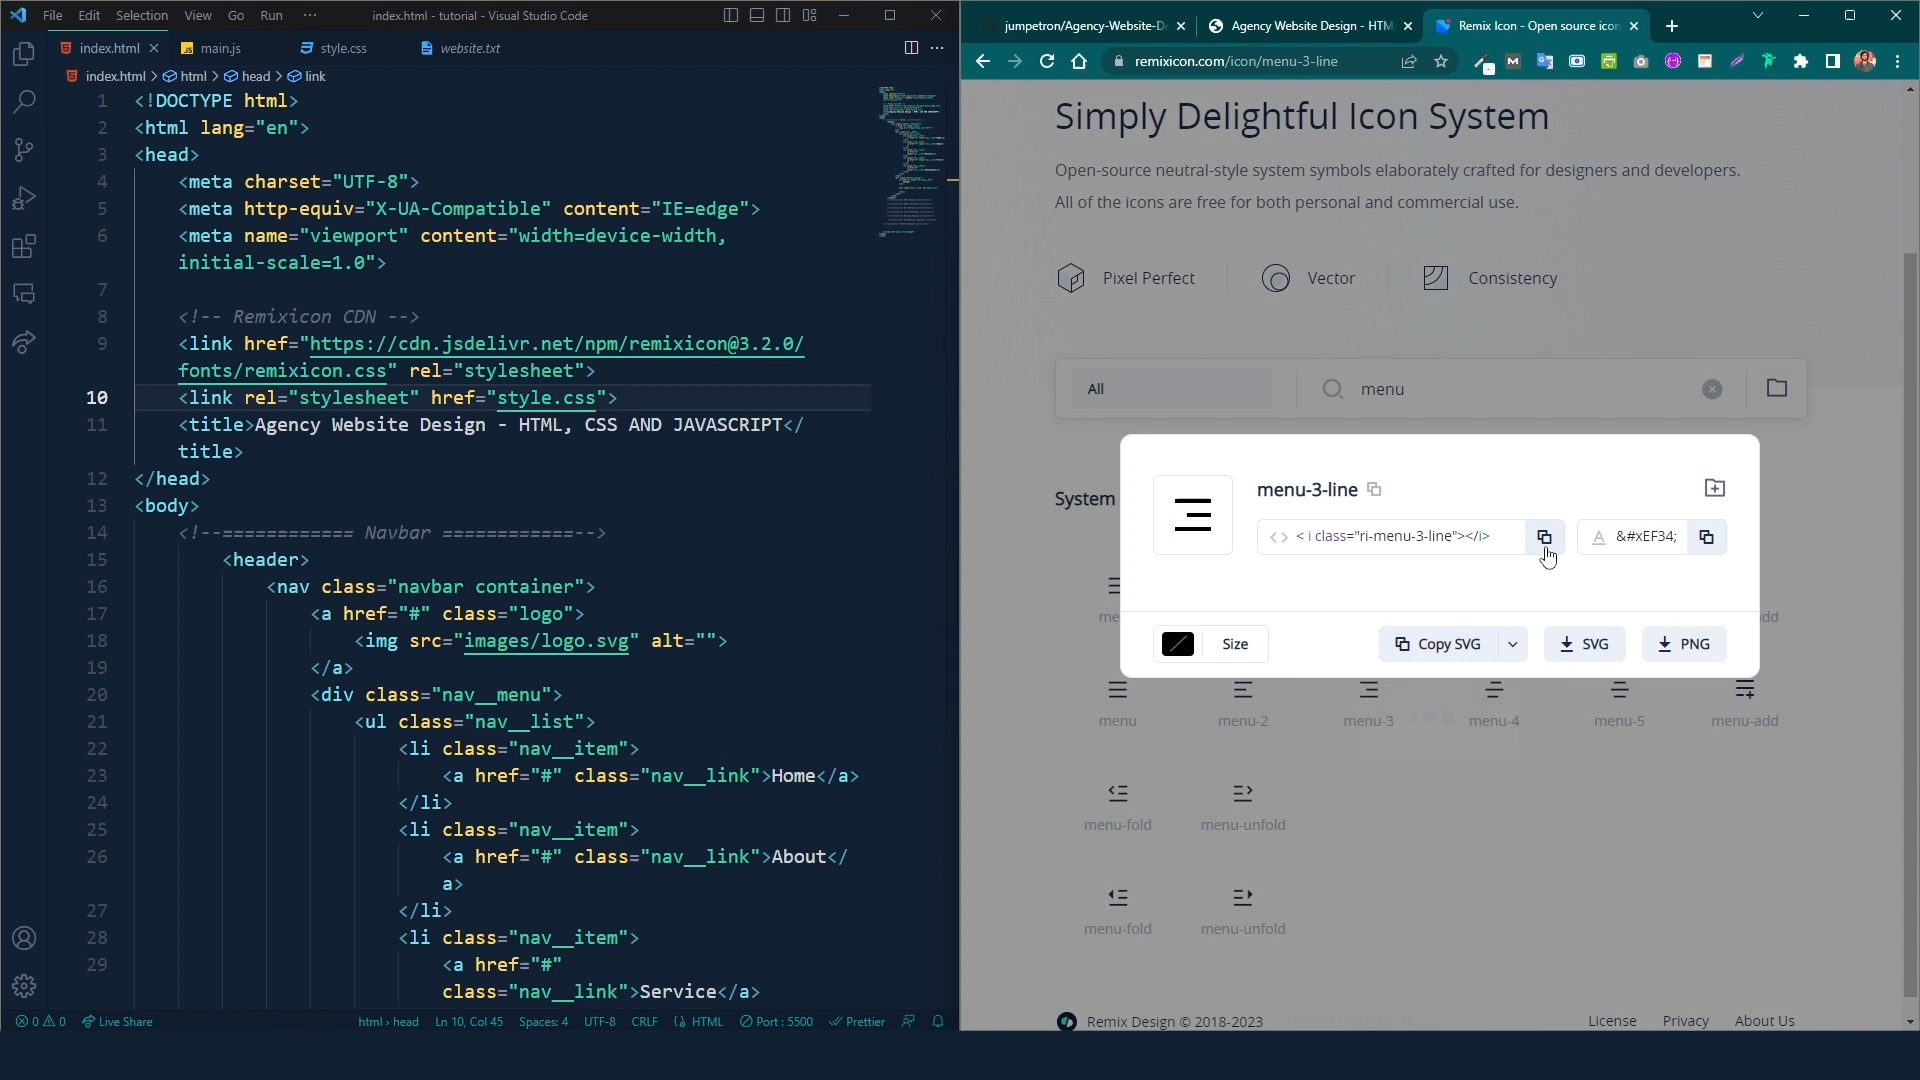 File Edit Selection View Go Run ··· index.html - tutorial - Visual Studio Code
index.html main.js style.css website.txt
index.html > html > head > link
1 <!DOCTYPE html>
2 <html lang="en">
3 <head>
4 <meta charset="UTF-8">
5 <meta http-equiv="X-UA-Compatible" content="IE=edge">
6 <meta name="viewport" content="width=device-width,
initial-scale=1.0">
7
8 <!-- Remixicon CDN -->
9 <link href="https://cdn.jsdelivr.net/npm/remixicon@3.2.0/
fonts/remixicon.css" rel="stylesheet">
10 <link rel="stylesheet" href="style.css">
11 <title>Agency Website Design - HTML, CSS AND JAVASCRIPT</
title>
12 </head>
13 <body>
14 <!--============ Navbar ============-->
15 <header>
16 <nav class="navbar container">
17 <a href="#" class="logo">
18 <img src="images/logo.svg" alt="">
19 </a>
20 <div class="nav__menu">
21 <ul class="nav__list">
22 <li class="nav__item">
23 <a href="#" class="nav__link">Home</a>
24 </li>
25 <li class="nav__item">
26 <a href="#" class="nav__link">About</
a>
27 </li>
28 <li class="nav__item">
29 <a href="#"
class="nav__link">Service</a>
0 0 Live Share html > head Ln 10, Col 45 Spaces: 4 UTF-8 CRLF HTML Port : 5500 Prettier
jumpetron/Agency-Website-D Agency Website Design - HTM Remix Icon - Open source icon
remixicon.com/icon/menu-3-line
Simply Delightful Icon System
Open-source neutral-style system symbols elaborately crafted for designers and developers.
All of the icons are free for both personal and commercial use.
Pixel Perfect Vector Consistency
All menu
System
menu-3-line
< i class="ri-menu-3-line"></i> &#xEF34;
Size Copy SVG SVG PNG
menu menu-2 menu-3 menu-4 menu-5 menu-add
menu-fold menu-unfold
menu-fold menu-unfold
Remix Design © 2018-2023 License Privacy About Us